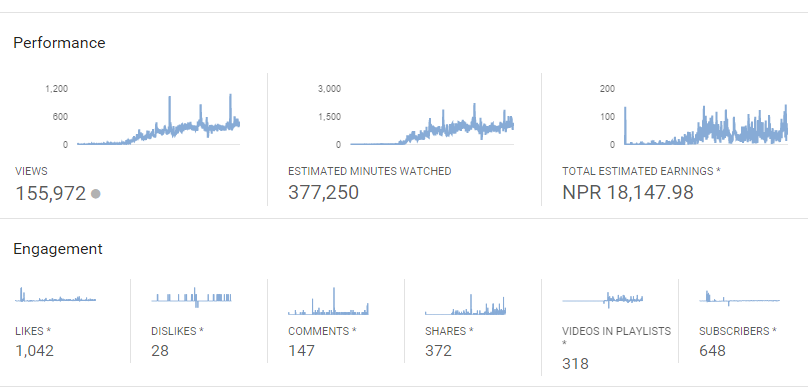 Performance
1,200
600
0
3,000
1,500
0
200
100
0
VIEWS
155,972
ESTIMATED MINUTES WATCHED
377,250
TOTAL ESTIMATED EARNINGS *
NPR 18,147.98
Engagement
LIKES *
1,042
DISLIKES *
28
COMMENTS *
147
SHARES *
372
VIDEOS IN PLAYLISTS
*
318
SUBSCRIBERS *
648